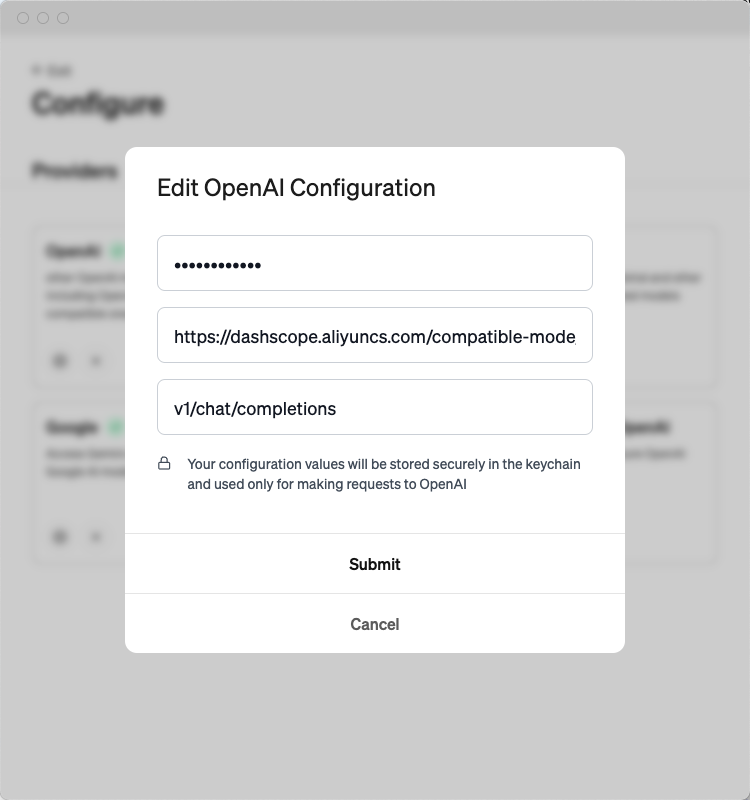 Configure
Providers
Edit OpenAI Configuration
••••••••••••
https://dashscope.aliyuncs.com/compatible-mode
v1/chat/completions
Your configuration values will be stored securely in the keychain
and used only for making requests to OpenAI
OpenAI
Google
OpenAI
Submit
Cancel